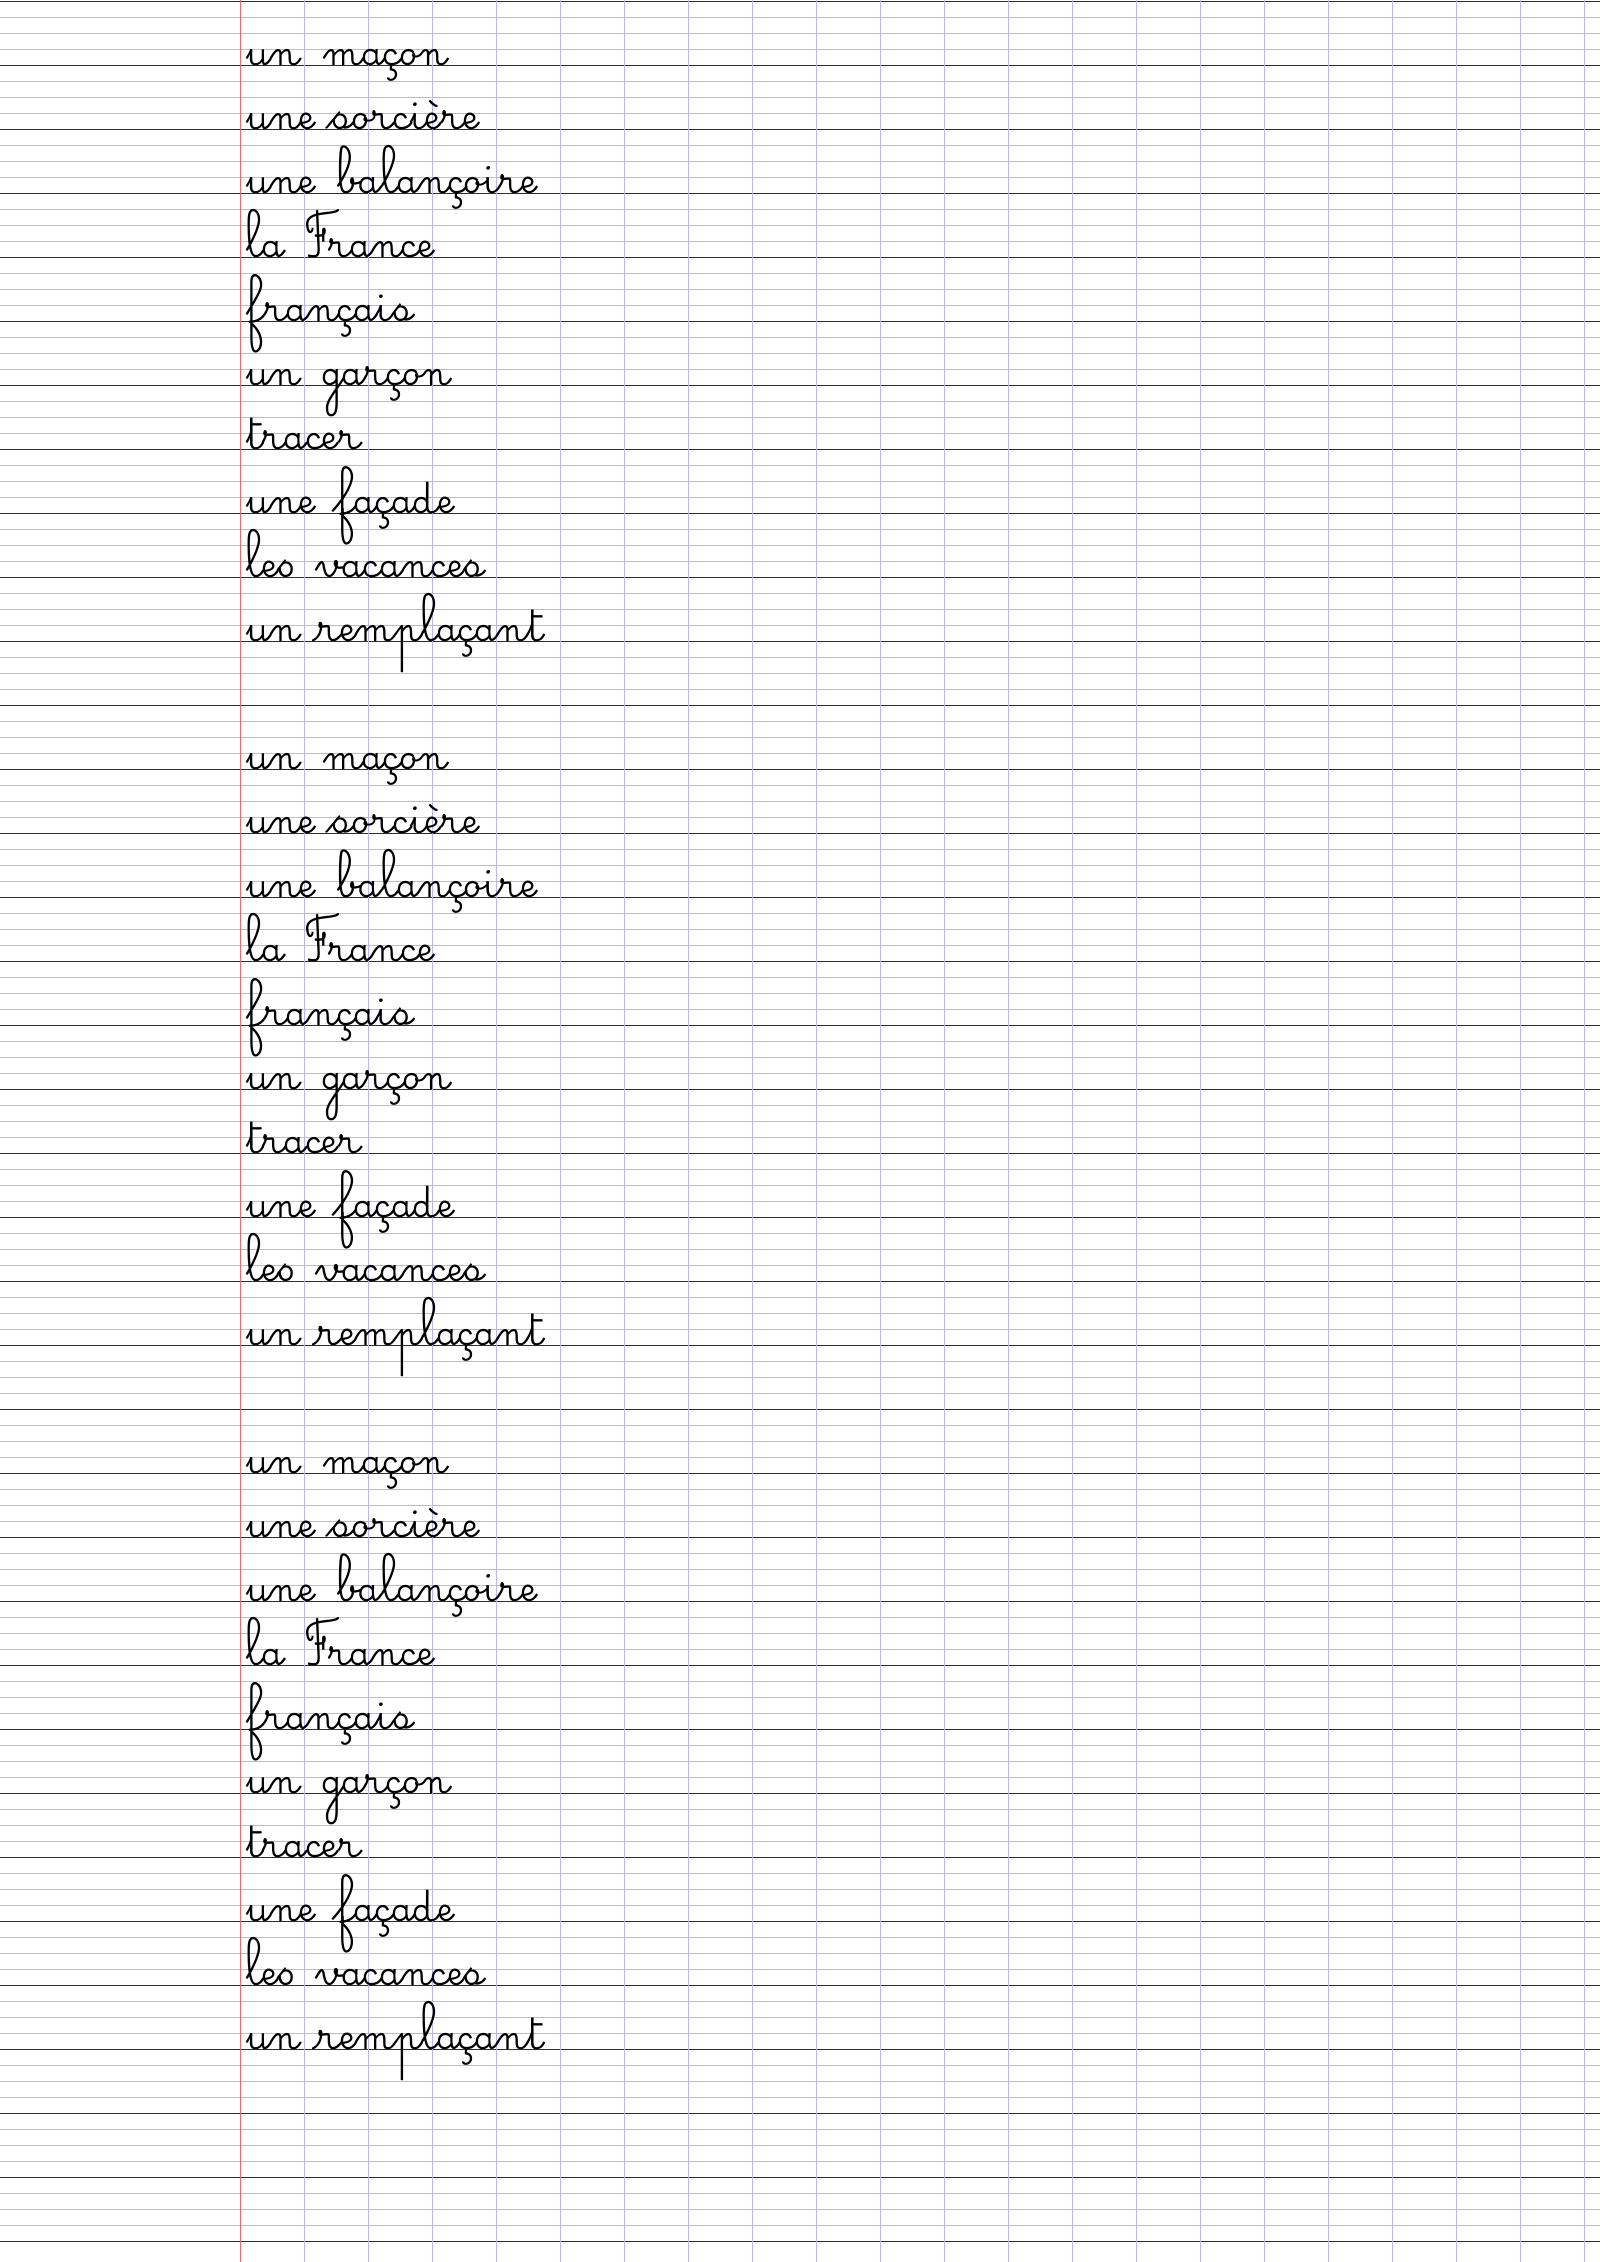 un maçon
une sorcière
une balançoire
la France
français
un garçon
tracer
une façade
les vacances
un remplaçant
un maçon
une sorcière
une balançoire
la France
français
un garçon
tracer
une façade
les vacances
un remplaçant
un maçon
une sorcière
une balançoire
la France
français
un garçon
tracer
une façade
les vacances
un remplaçant